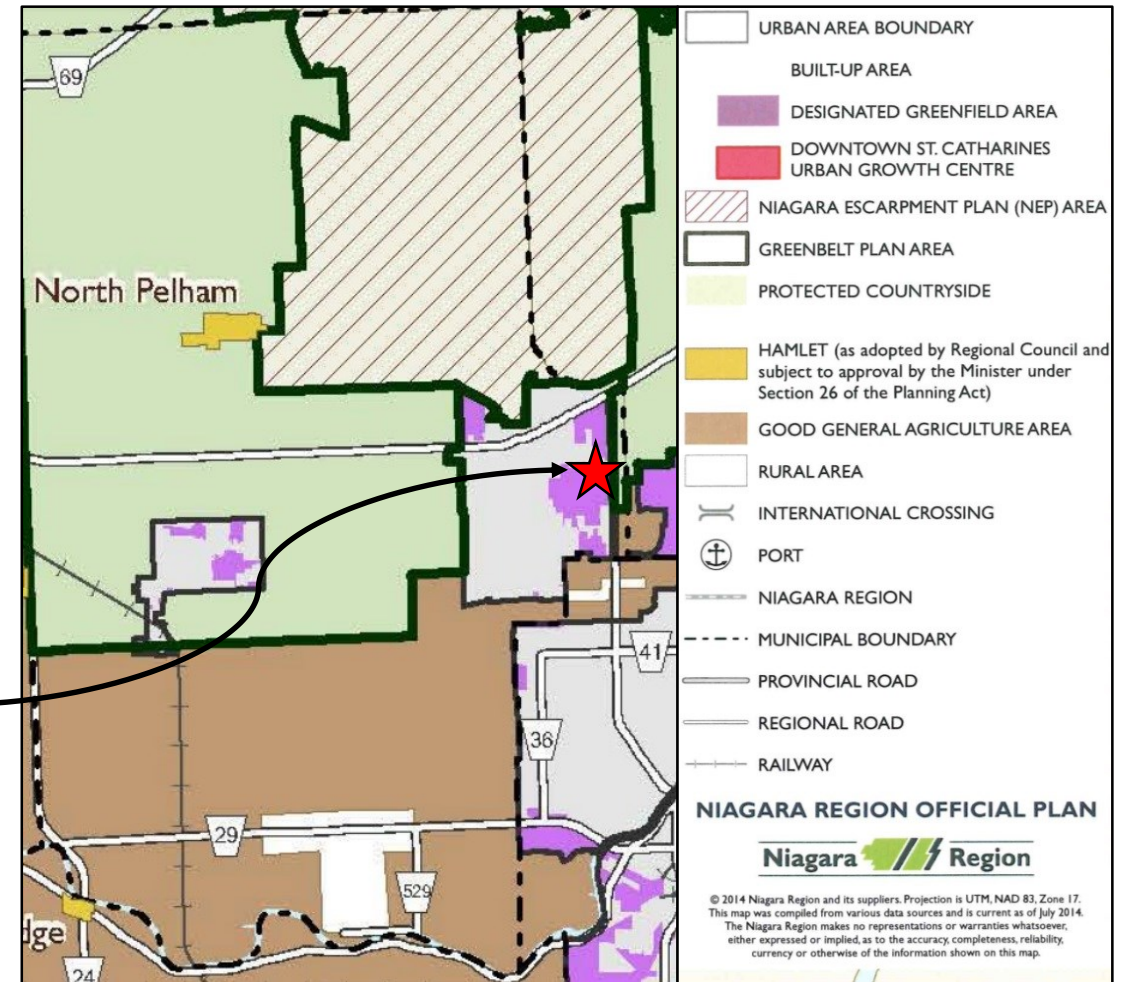 69
North Pelham
41
36
29
529
dge
24
URBAN AREA BOUNDARY
BUILT-UP AREA
DESIGNATED GREENFIELD AREA
DOWNTOWN ST. CATHARINES
URBAN GROWTH CENTRE
NIAGARA ESCARPMENT PLAN (NEP) AREA
GREENBELT PLAN AREA
PROTECTED COUNTRYSIDE
HAMLET (as adopted by Regional Council and
subject to approval by the Minister under
Section 26 of the Planning Act)
GOOD GENERAL AGRICULTURE AREA
RURAL AREA
INTERNATIONAL CROSSING
PORT
NIAGARA REGION
MUNICIPAL BOUNDARY
PROVINCIAL ROAD
REGIONAL ROAD
RAILWAY
NIAGARA REGION OFFICIAL PLAN
Niagara Region
© 2014 Niagara Region and its suppliers. Projection is UTM, NAD 83, Zone 17.
This map was compiled from various data sources and is current as of July 2014.
The Niagara Region makes no representations or warranties whatsoever,
either expressed or implied, as to the accuracy, completeness, reliability,
currency or otherwise of the information shown on this map.